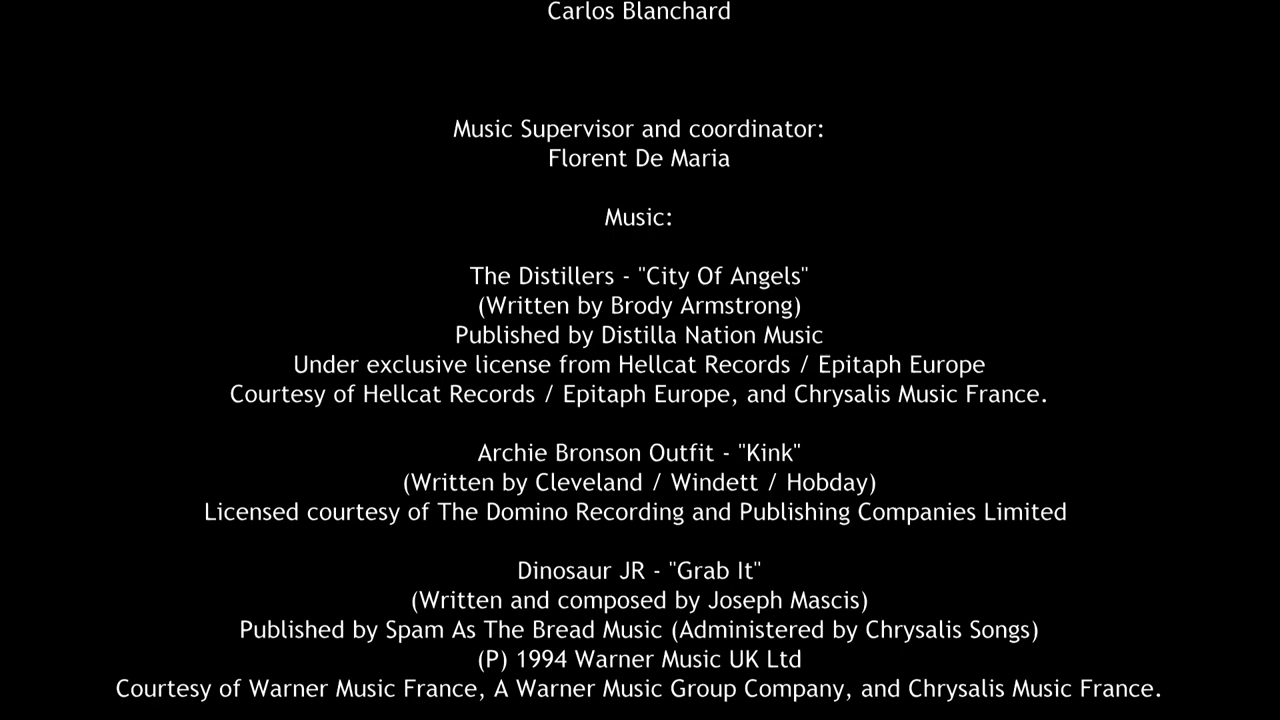 Carlos Blanchard
Music Supervisor and coordinator:
Florent De Maria
Music:
The Distillers - "City Of Angels"
(Written by Brody Armstrong)
Published by Distilla Nation Music
Under exclusive license from Hellcat Records / Epitaph Europe
Courtesy of Hellcat Records / Epitaph Europe, and Chrysalis Music France.
Archie Bronson Outfit - "Kink"
(Written by Cleveland / Windett / Hobday)
Licensed courtesy of The Domino Recording and Publishing Companies Limited
Dinosaur JR - "Grab It"
(Written and composed by Joseph Mascis)
Published by Spam As The Bread Music (Administered by Chrysalis Songs)
(P) 1994 Warner Music UK Ltd
Courtesy of Warner Music France, A Warner Music Group Company, and Chrysalis Music France.